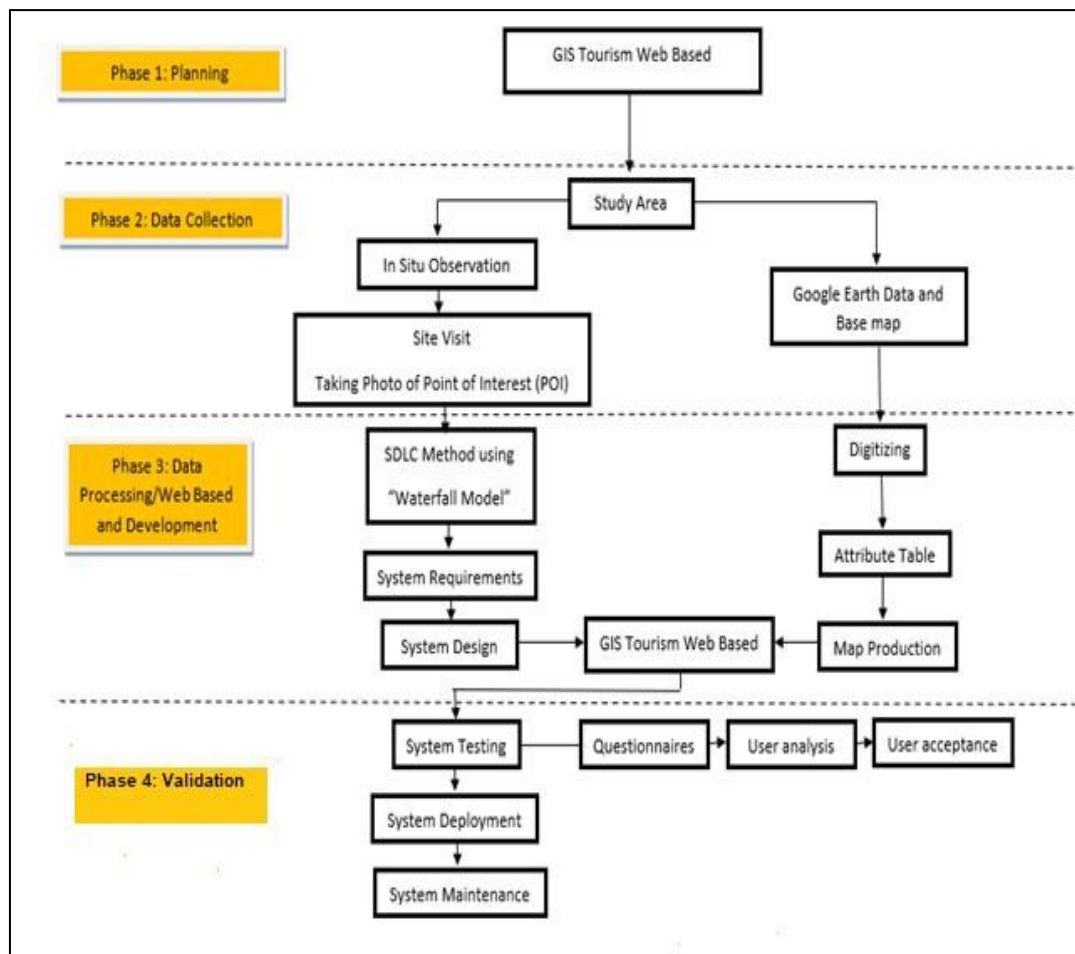 Phase 1: Planning
GIS Tourism Web Based
Phase 2: Data Collection
Study Area
In Situ Observation
Google Earth Data and
Base map
Site Visit
Taking Photo of Point of Interest (POI)
Phase 3: Data
Processing/Web Based
and Development
SDLC Method using
"Waterfall Model"
Digitizing
System Requirements
Attribute Table
System Design
GIS Tourism Web Based
Map Production
Phase 4: Validation
System Testing
Questionnaires
User analysis
User acceptance
System Deployment
System Maintenance